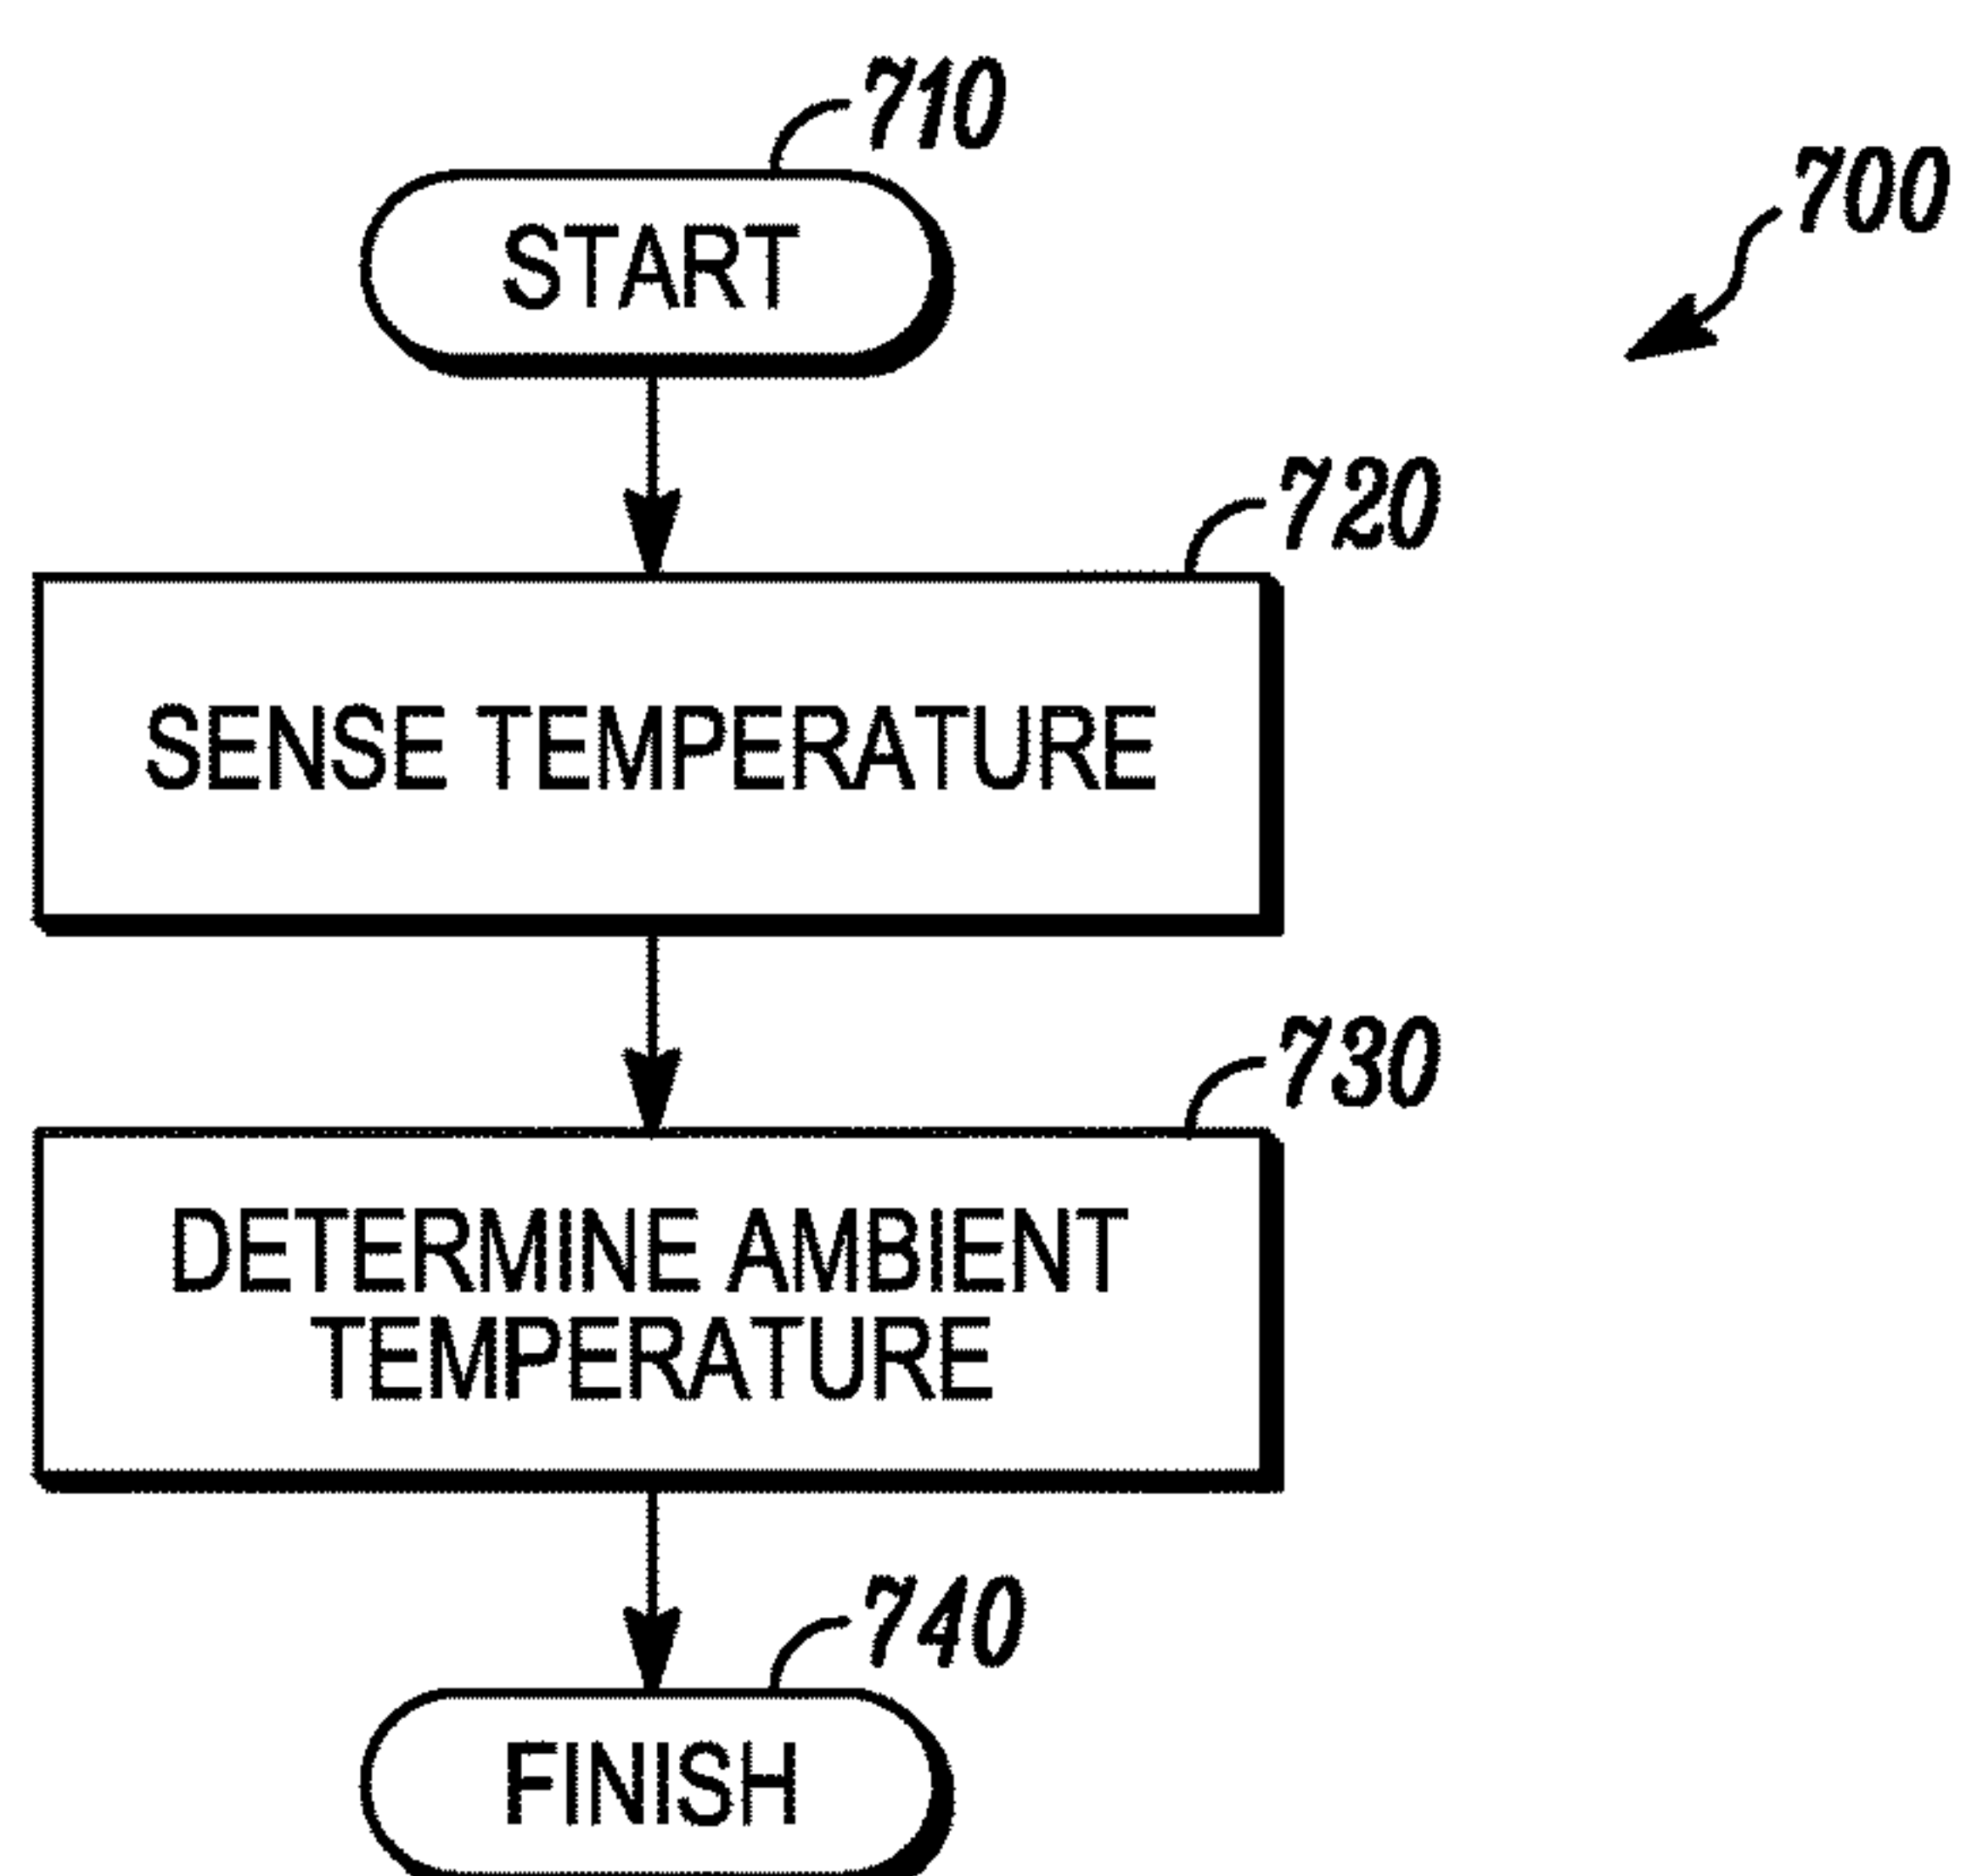 710
START
700
720
SENSE TEMPERATURE
730
DETERMINE AMBIENT
TEMPERATURE
740
FINISH